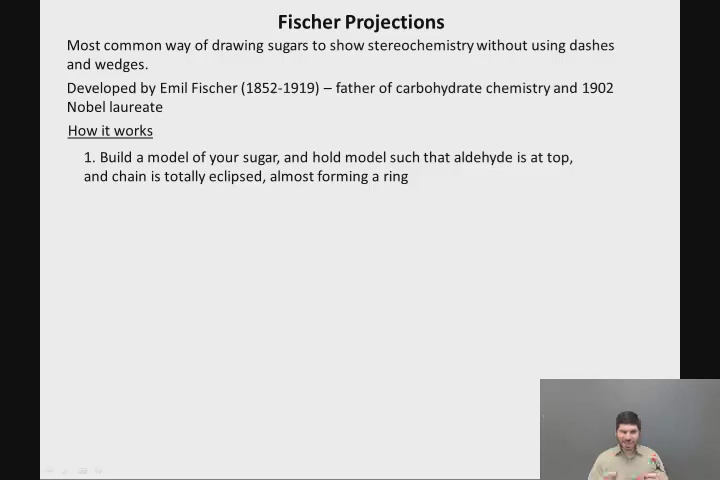 Fischer Projections
Most common way of drawing sugars to show stereochemistry without using dashes
and wedges.
Developed by Emil Fischer (1852-1919) – father of carbohydrate chemistry and 1902
Nobel laureate
How it works
1. Build a model of your sugar, and hold model such that aldehyde is at top,
and chain is totally eclipsed, almost forming a ring